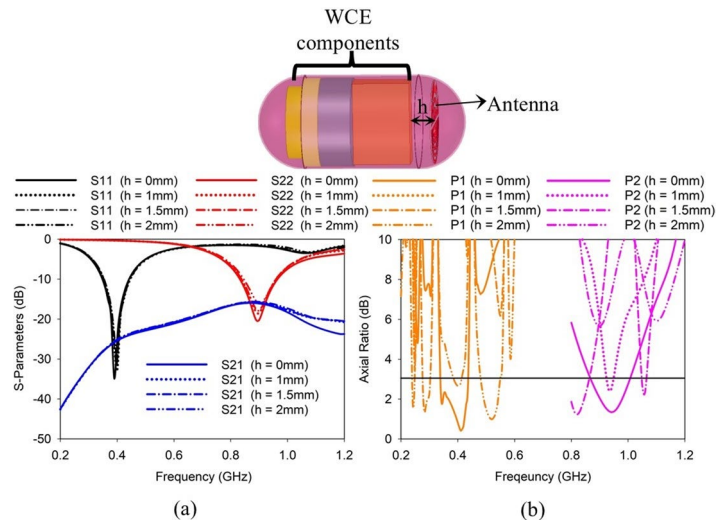 WCE
components
h
Antenna
S11 (h = 0mm) S22 (h = 0mm) P1 (h = 0mm) P2 (h = 0mm)
S11 (h = 1mm) S22 (h = 1mm) P1 (h = 1mm) P2 (h = 1mm)
S11 (h = 1.5mm) S22 (h = 1.5mm) P1 (h = 1.5mm) P2 (h = 1.5mm)
S11 (h = 2mm) S22 (h = 2mm) P1 (h = 2mm) P2 (h = 2mm)
S-Parameters (dB)
0
-10
-20
-30
-40
-50
S21 (h = 0mm)
S21 (h = 1mm)
S21 (h = 1.5mm)
S21 (h = 2mm)
0.2 0.4 0.6 0.8 1.0 1.2
Frequency (GHz)
(a)
Axial Ratio (dB)
10
8
6
4
2
0
0.2 0.4 0.6 0.8 1.0 1.2
Freqeuncy (GHz)
(b)